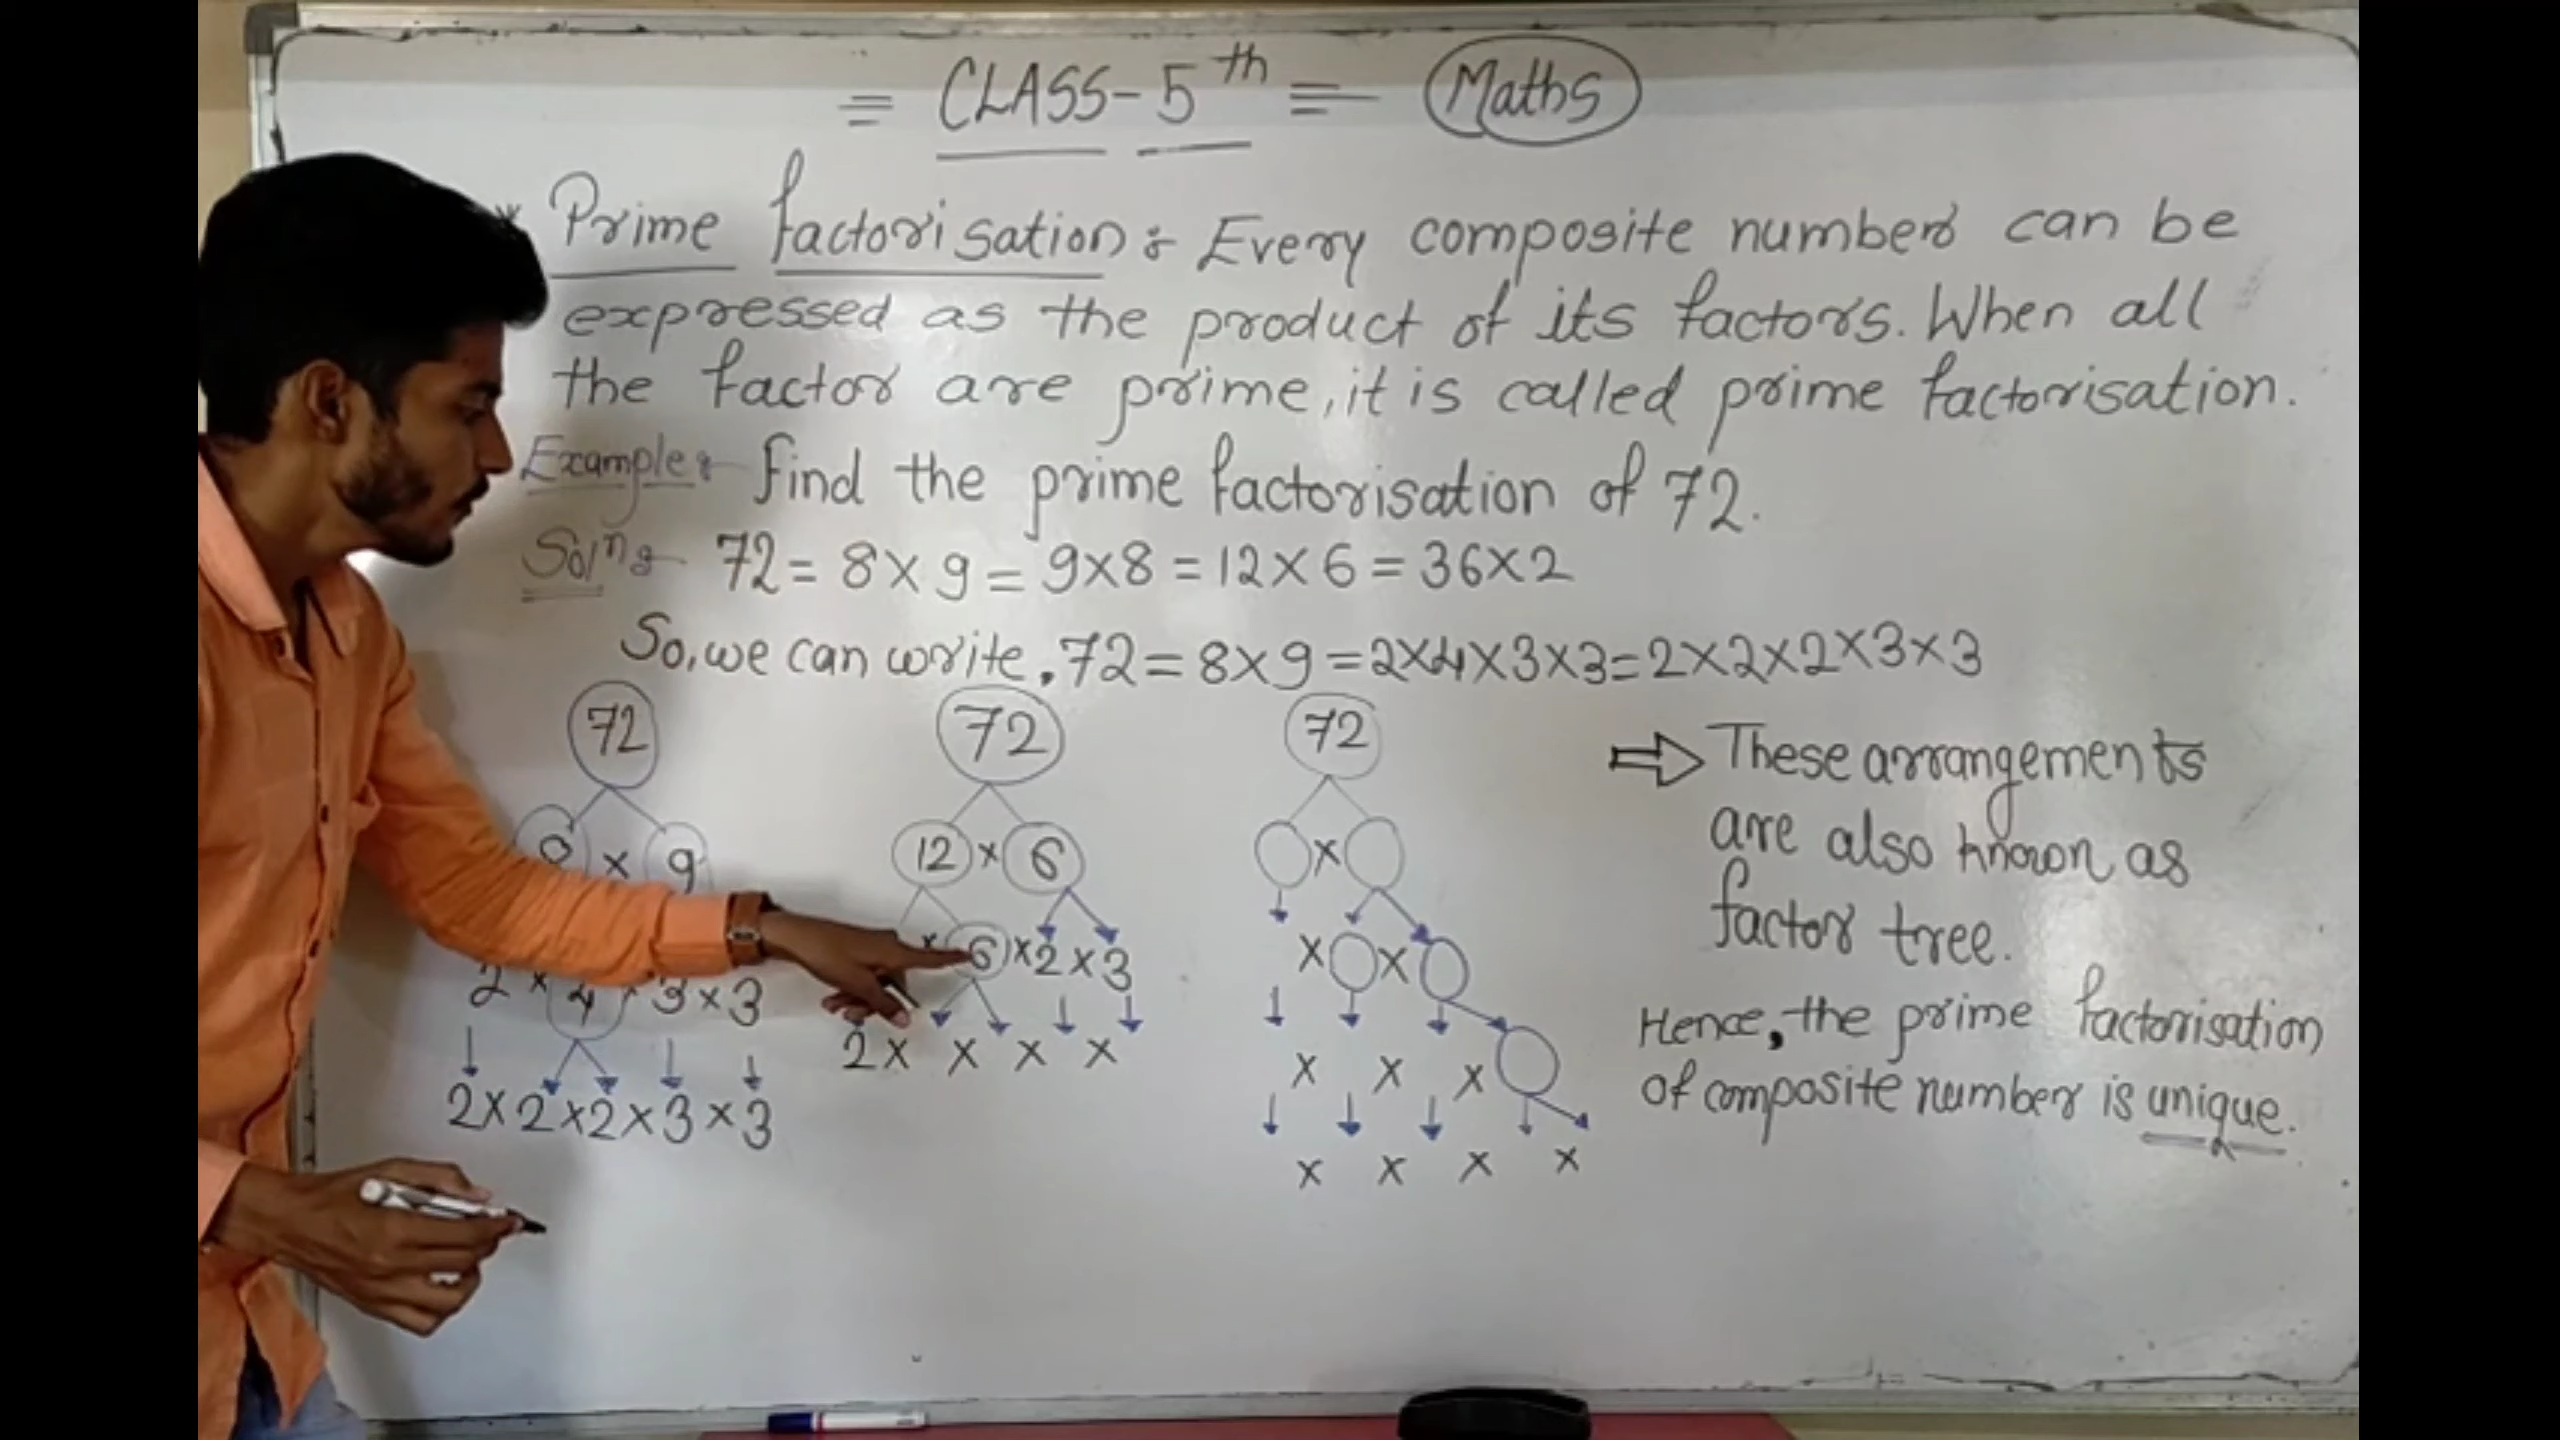 = CLASS-5th = Maths
* Prime factorisation :- Every composite number can be
expressed as the product of its factors. When all
the factor are prime, it is called prime factorisation.
Example :- find the prime factorisation of 72.
Soln :- 72 = 8 × 9 = 9×8 = 12×6 = 36×2
So, we can write, 72 = 8×9 = 2×4×3×3 = 2×2×2×3×3
72 72 72
× 9 12 × 6 ×
2 × 4 × 3 × 3 × 6 × 2 × 3 × ×
2×2×2×3×3 2× × × × × × ×
× × × ×
⇒ These arrangements
are also known as
factor tree.
Hence, the prime factorisation
of composite number is unique.